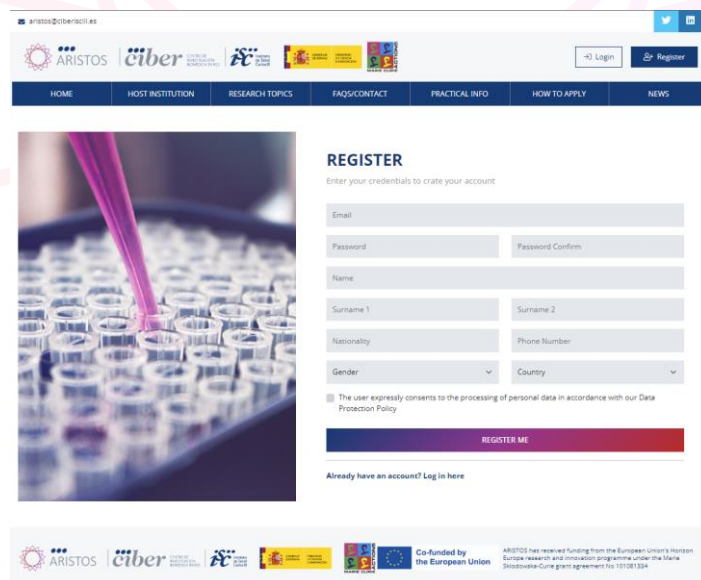 aristos@ciberisciii.es
ARISTOS
ciber
isc
Login
Register
HOME
HOST INSTITUTION
RESEARCH TOPICS
FAQS/CONTACT
PRACTICAL INFO
HOW TO APPLY
NEWS
REGISTER
Enter your credentials to crate your account
Email
Password
Password Confirm
Name
Surname 1
Surname 2
Nationality
Phone Number
Gender
Country
The user expressly consents to the processing of personal data in accordance with our Data
Protection Policy
REGISTER ME
Already have an account? Log in here
ARISTOS
ciber
isc
Co-funded by
the European Union
ARISTOS has received funding from the European Union's Horizon
Europe research and innovation programme under the Marie
Sklodowska-Curie grant agreement No 101081334